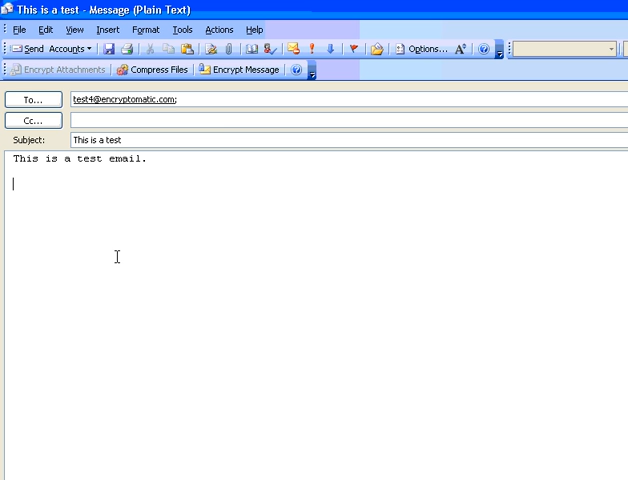 This is a test - Message (Plain Text)
File Edit View Insert Format Tools Actions Help
Send Accounts Options...
Encrypt Attachments Compress Files Encrypt Message
To... test4@encryptomatic.com;
Cc...
Subject: This is a test
This is a test email.